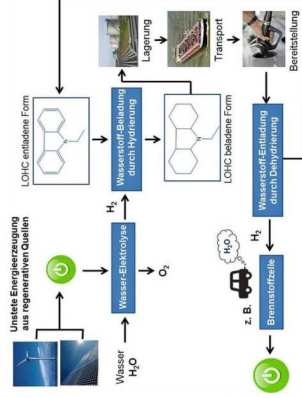 Unstete Energieerzeugung
aus regenerativen Quellen
Wasser
H₂O
Wasser-Elektrolyse
O₂
H₂
LOHC entladene Form
N
Wasserstoff-Beladung
durch Hydrierung
N
LOHC beladene Form
Lagerung
Transport
Bereitstellung
Wasserstoff-Entladung
durch Dehydrierung
H₂
H₂O
z. B.
Brennstoffzelle